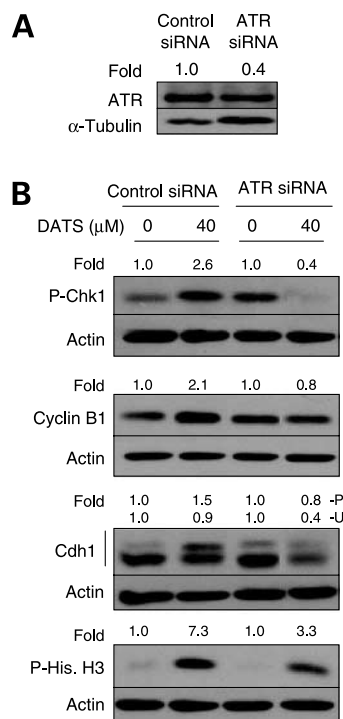 A
Control siRNA ATR siRNA
Fold 1.0 0.4
ATR
α-Tubulin
B
Control siRNA ATR siRNA
DATS (μM) 0 40 0 40
Fold 1.0 2.6 1.0 0.4
P-Chk1
Actin
Fold 1.0 2.1 1.0 0.8
Cyclin B1
Actin
Fold 1.0 1.5 1.0 0.8 -P
1.0 0.9 1.0 0.4 -U
Cdh1
Actin
Fold 1.0 7.3 1.0 3.3
P-His. H3
Actin